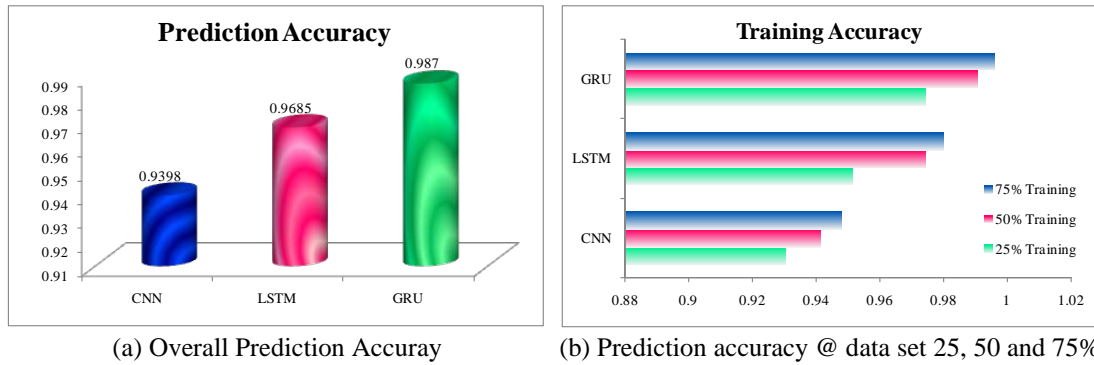 Prediction Accuracy
0.99
0.98
0.97
0.96
0.95
0.94
0.93
0.92
0.91
0.9398
0.9685
0.987
CNN LSTM GRU
(a) Overall Prediction Accuray
Training Accuracy
GRU
LSTM
CNN
75% Training
50% Training
25% Training
0.88 0.9 0.92 0.94 0.96 0.98 1 1.02
(b) Prediction accuracy @ data set 25, 50 and 75%